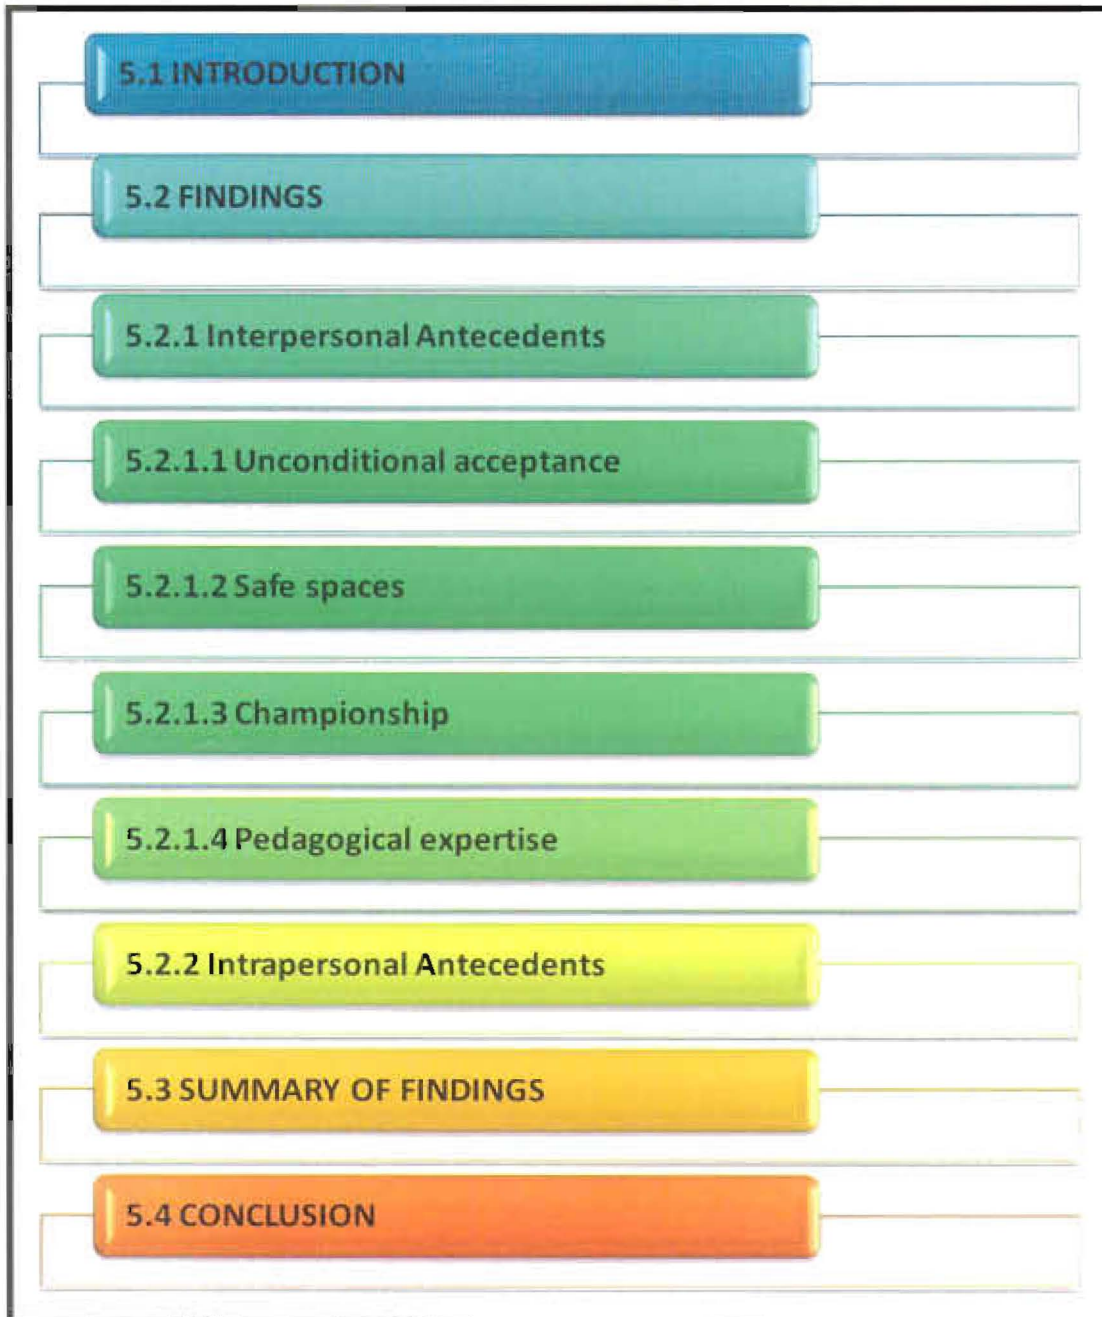 5.1 INTRODUCTION
5.2 FINDINGS
5.2.1 Interpersonal Antecedents
5.2.1.1 Unconditional acceptance
5.2.1.2 Safe spaces
5.2.1.3 Championship
5.2.1.4 Pedagogical expertise
5.2.2 Intrapersonal Antecedents
5.3 SUMMARY OF FINDINGS
5.4 CONCLUSION